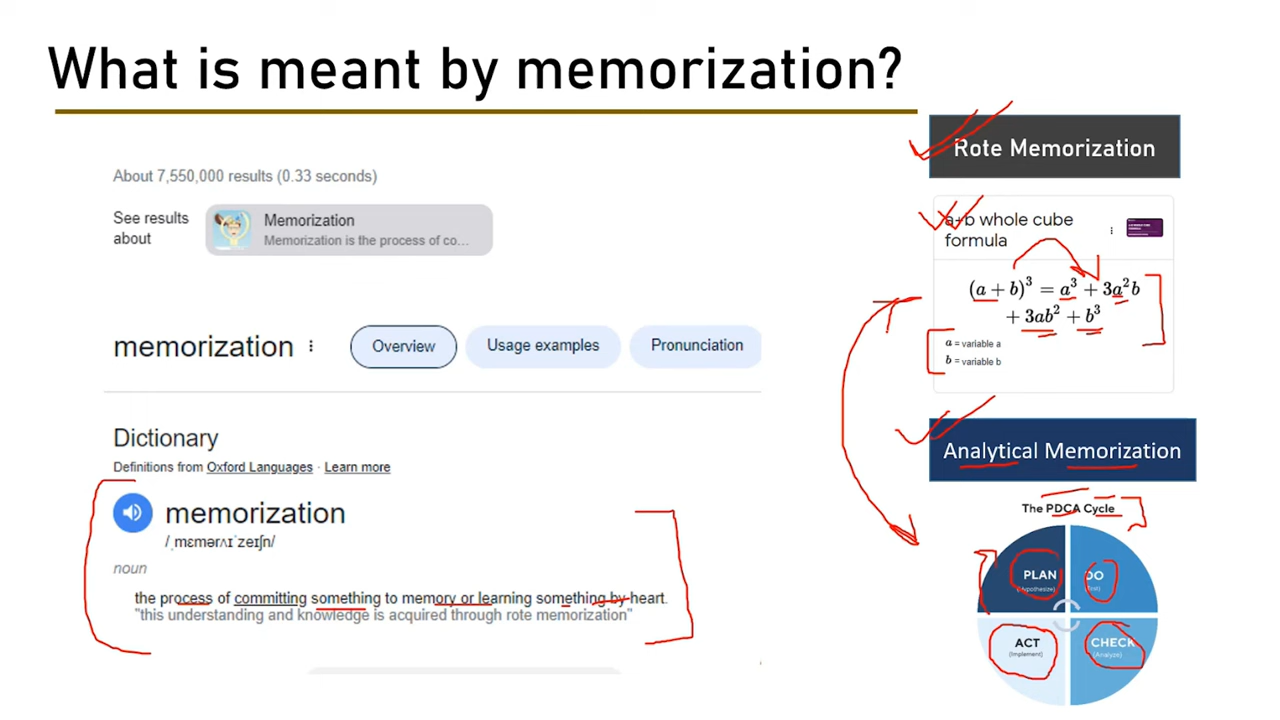 What is meant by memorization?
About 7,550,000 results (0.33 seconds)
See results
about
Memorization
Memorization is the process of co...
memorization
Overview
Usage examples
Pronunciation
Dictionary
Definitions from Oxford Languages · Learn more
memorization
/ˌmɛmərʌɪˈzeɪʃn/
noun
the process of committing something to memory or learning something by heart.
"this understanding and knowledge is acquired through rote memorization"
Rote Memorization
a+b whole cube
formula
(a + b)³ = a³ + 3a²b
+ 3ab² + b³
a = variable a
b = variable b
Analytical Memorization
The PDCA Cycle
PLAN
(Hypothesize)
DO
(Test)
ACT
(Implement)
CHECK
(Analyze)